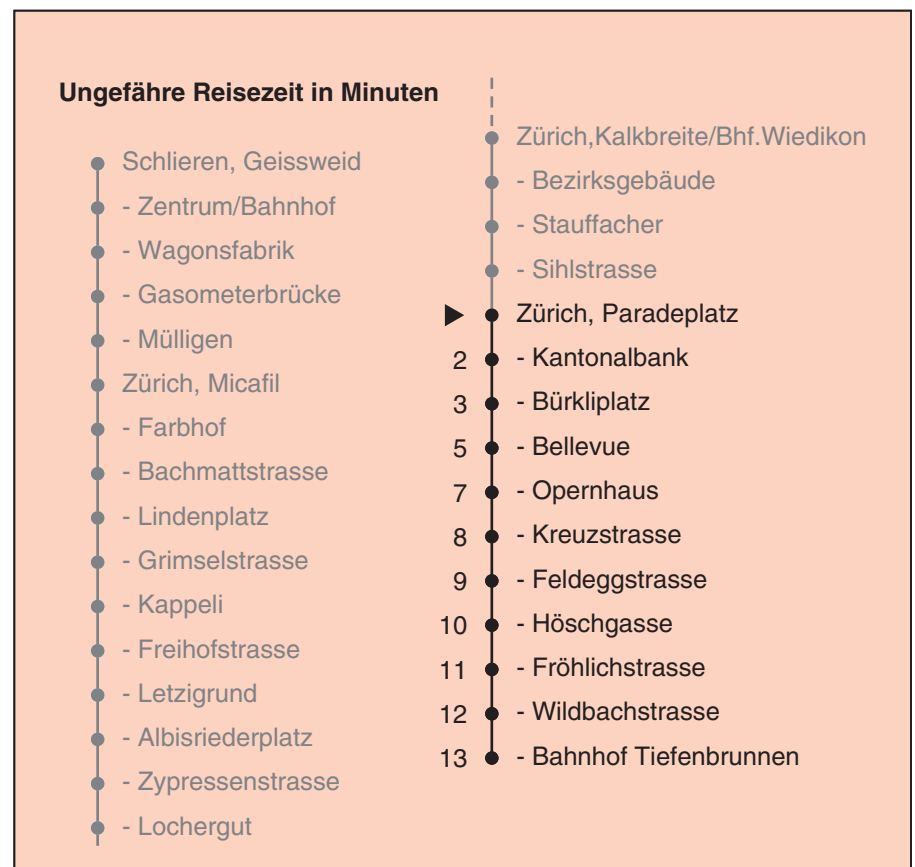 Ungefähre Reisezeit in Minuten
Schlieren, Geissweid
- Zentrum/Bahnhof
- Wagonsfabrik
- Gasometerbrücke
- Mülligen
Zürich, Micafil
- Farbhof
- Bachmattstrasse
- Lindenplatz
- Grimselstrasse
- Kappeli
- Freihofstrasse
- Letzigrund
- Albisriederplatz
- Zypressenstrasse
- Lochergut
Zürich,Kalkbreite/Bhf.Wiedikon
- Bezirksgebäude
- Stauffacher
- Sihlstrasse
Zürich, Paradeplatz
2 - Kantonalbank
3 - Bürkliplatz
5 - Bellevue
7 - Opernhaus
8 - Kreuzstrasse
9 - Feldeggstrasse
10 - Höschgasse
11 - Fröhlichstrasse
12 - Wildbachstrasse
13 - Bahnhof Tiefenbrunnen